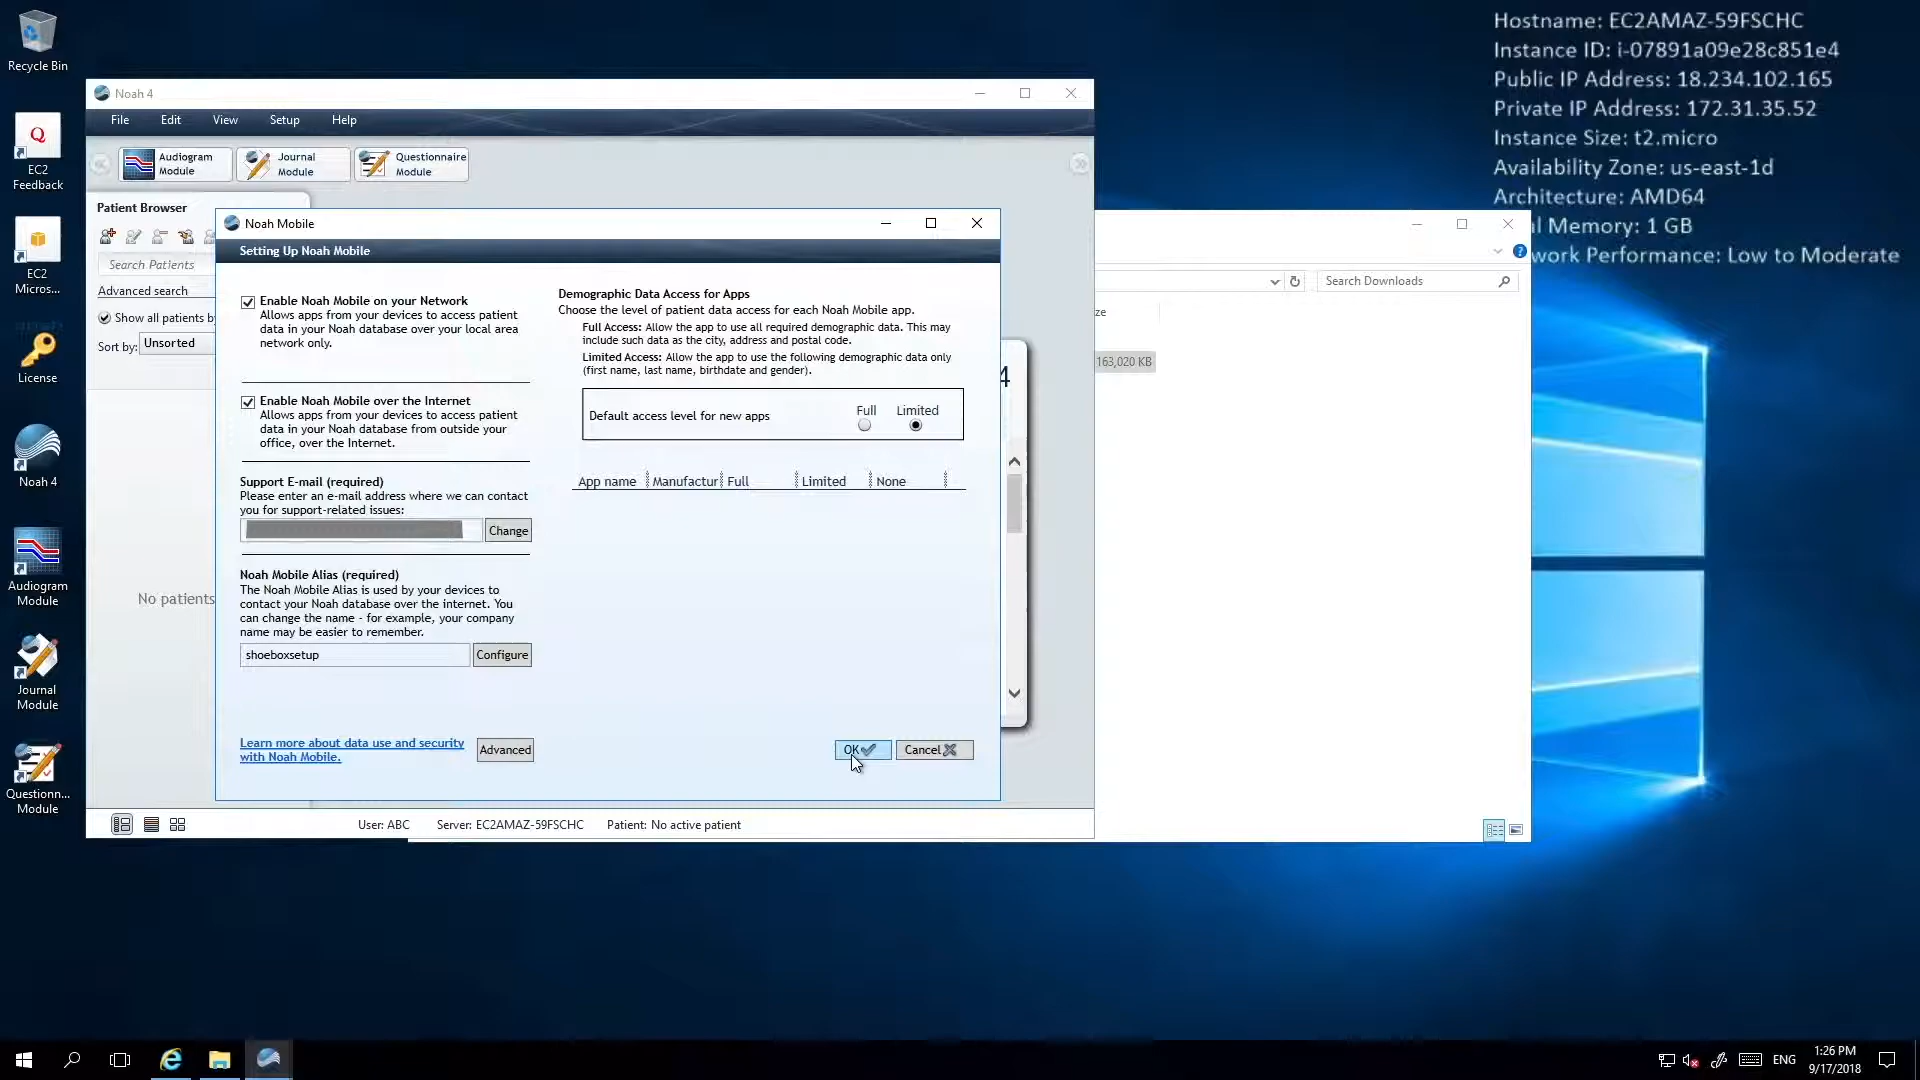 Recycle Bin
EC2
Feedback
EC2
Micros...
License
Noah 4
Audiogram
Module
Journal
Module
Questionn...
Module
Hostname: EC2AMAZ-59FSCHC
Instance ID: i-07891a09e28c851e4
Public IP Address: 18.234.102.165
Private IP Address: 172.31.35.52
Instance Size: t2.micro
Availability Zone: us-east-1d
Architecture: AMD64
l Memory: 1 GB
work Performance: Low to Moderate
Noah 4
File Edit View Setup Help
Audiogram
Module
Journal
Module
Questionnaire
Module
Patient Browser
Search Patients
Advanced search
Show all patients by
Sort by: Unsorted
No patients
4
Noah Mobile
Setting Up Noah Mobile
Enable Noah Mobile on your Network
Allows apps from your devices to access patient
data in your Noah database over your local area
network only.
Enable Noah Mobile over the Internet
Allows apps from your devices to access patient
data in your Noah database from outside your
office, over the Internet.
Support E-mail (required)
Please enter an e-mail address where we can contact
you for support-related issues:
Change
Noah Mobile Alias (required)
The Noah Mobile Alias is used by your devices to
contact your Noah database over the internet. You
can change the name - for example, your company
name may be easier to remember.
shoeboxsetup Configure
Learn more about data use and security
with Noah Mobile.
Advanced
Demographic Data Access for Apps
Choose the level of patient data access for each Noah Mobile app.
Full Access: Allow the app to use all required demographic data. This may
include such data as the city, address and postal code.
Limited Access: Allow the app to use the following demographic data only
(first name, last name, birthdate and gender).
Default access level for new apps Full Limited
App name Manufactur Full Limited None
OK Cancel
User: ABC Server: EC2AMAZ-59FSCHC Patient: No active patient
Search Downloads
ze
163,020 KB
ENG
1:26 PM
9/17/2018